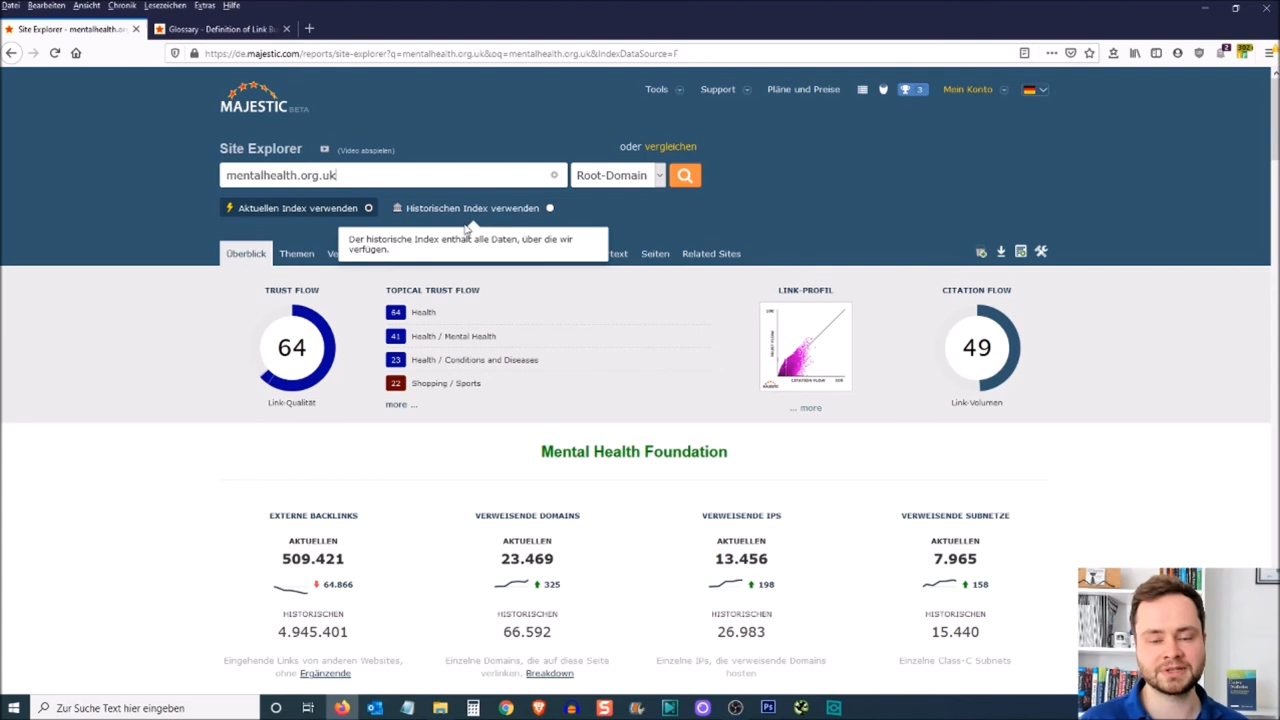 Datei Bearbeiten Ansicht Chronik Lesezeichen Extras Hilfe
Site Explorer - mentalhealth.or
Glossary - Definition of Link Bu
https://de.majestic.com/reports/site-explorer?q=mentalhealth.org.uk&oq=mentalhealth.org.uk&IndexDataSource=F
MAJESTIC BETA
Tools Support Pläne und Preise 3 Mein Konto
Site Explorer (Video abspielen) oder vergleichen
mentalhealth.org.uk Root-Domain
Aktuellen Index verwenden Historischen Index verwenden
Der historische Index enthält alle Daten, über die wir
verfügen.
Überblick Themen Ve text Seiten Related Sites
TRUST FLOW TOPICAL TRUST FLOW LINK-PROFIL CITATION FLOW
64 Health
41 Health / Mental Health
64 49
23 Health / Conditions and Diseases
22 Shopping / Sports
Link-Qualität more ... ... more Link-Volumen
Mental Health Foundation
EXTERNE BACKLINKS VERWEISENDE DOMAINS VERWEISENDE IPS VERWEISENDE SUBNETZE
AKTUELLEN AKTUELLEN AKTUELLEN AKTUELLEN
509.421 23.469 13.456 7.965
64.866 325 198 158
HISTORISCHEN HISTORISCHEN HISTORISCHEN HISTORISCHEN
4.945.401 66.592 26.983 15.440
Eingehende Links von anderen Websites, Einzelne Domains, die auf diese Seite Einzelne IPs, die verweisende Domains Einzelne Class-C Subnets
ohne Ergänzende verlinken. Breakdown hosten
Zur Suche Text hier eingeben